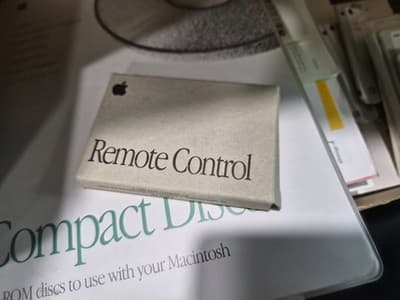 Remote Control
Compact Disc
ROM discs to use with your Macintosh